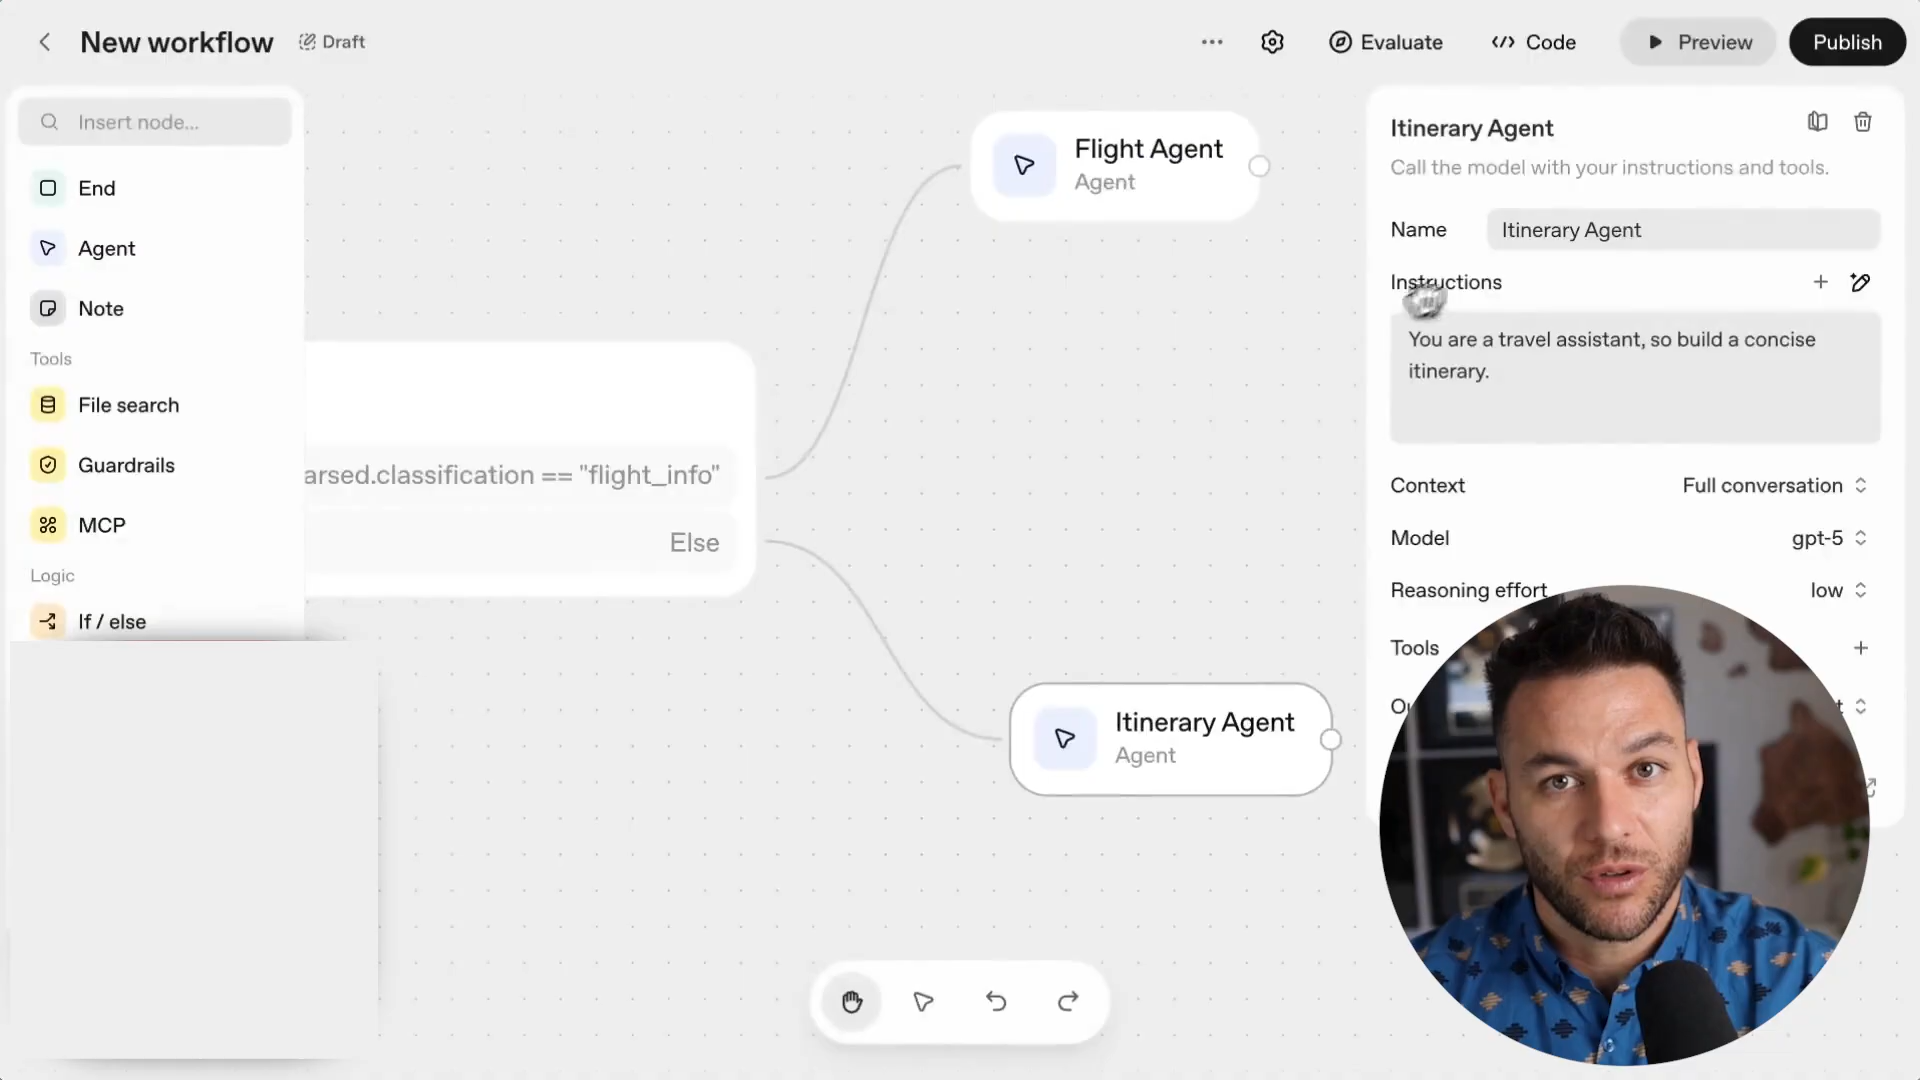 New workflow
Draft
Evaluate
Code
Preview
Publish
Insert node...
End
Agent
Note
Tools
File search
Guardrails
MCP
Logic
If / else
arsed.classification == "flight_info"
Else
Flight Agent
Agent
Itinerary Agent
Agent
Itinerary Agent
Call the model with your instructions and tools.
Name
Itinerary Agent
Instructions
You are a travel assistant, so build a concise
itinerary.
Context
Full conversation
Model
gpt-5
Reasoning effort
low
Tools